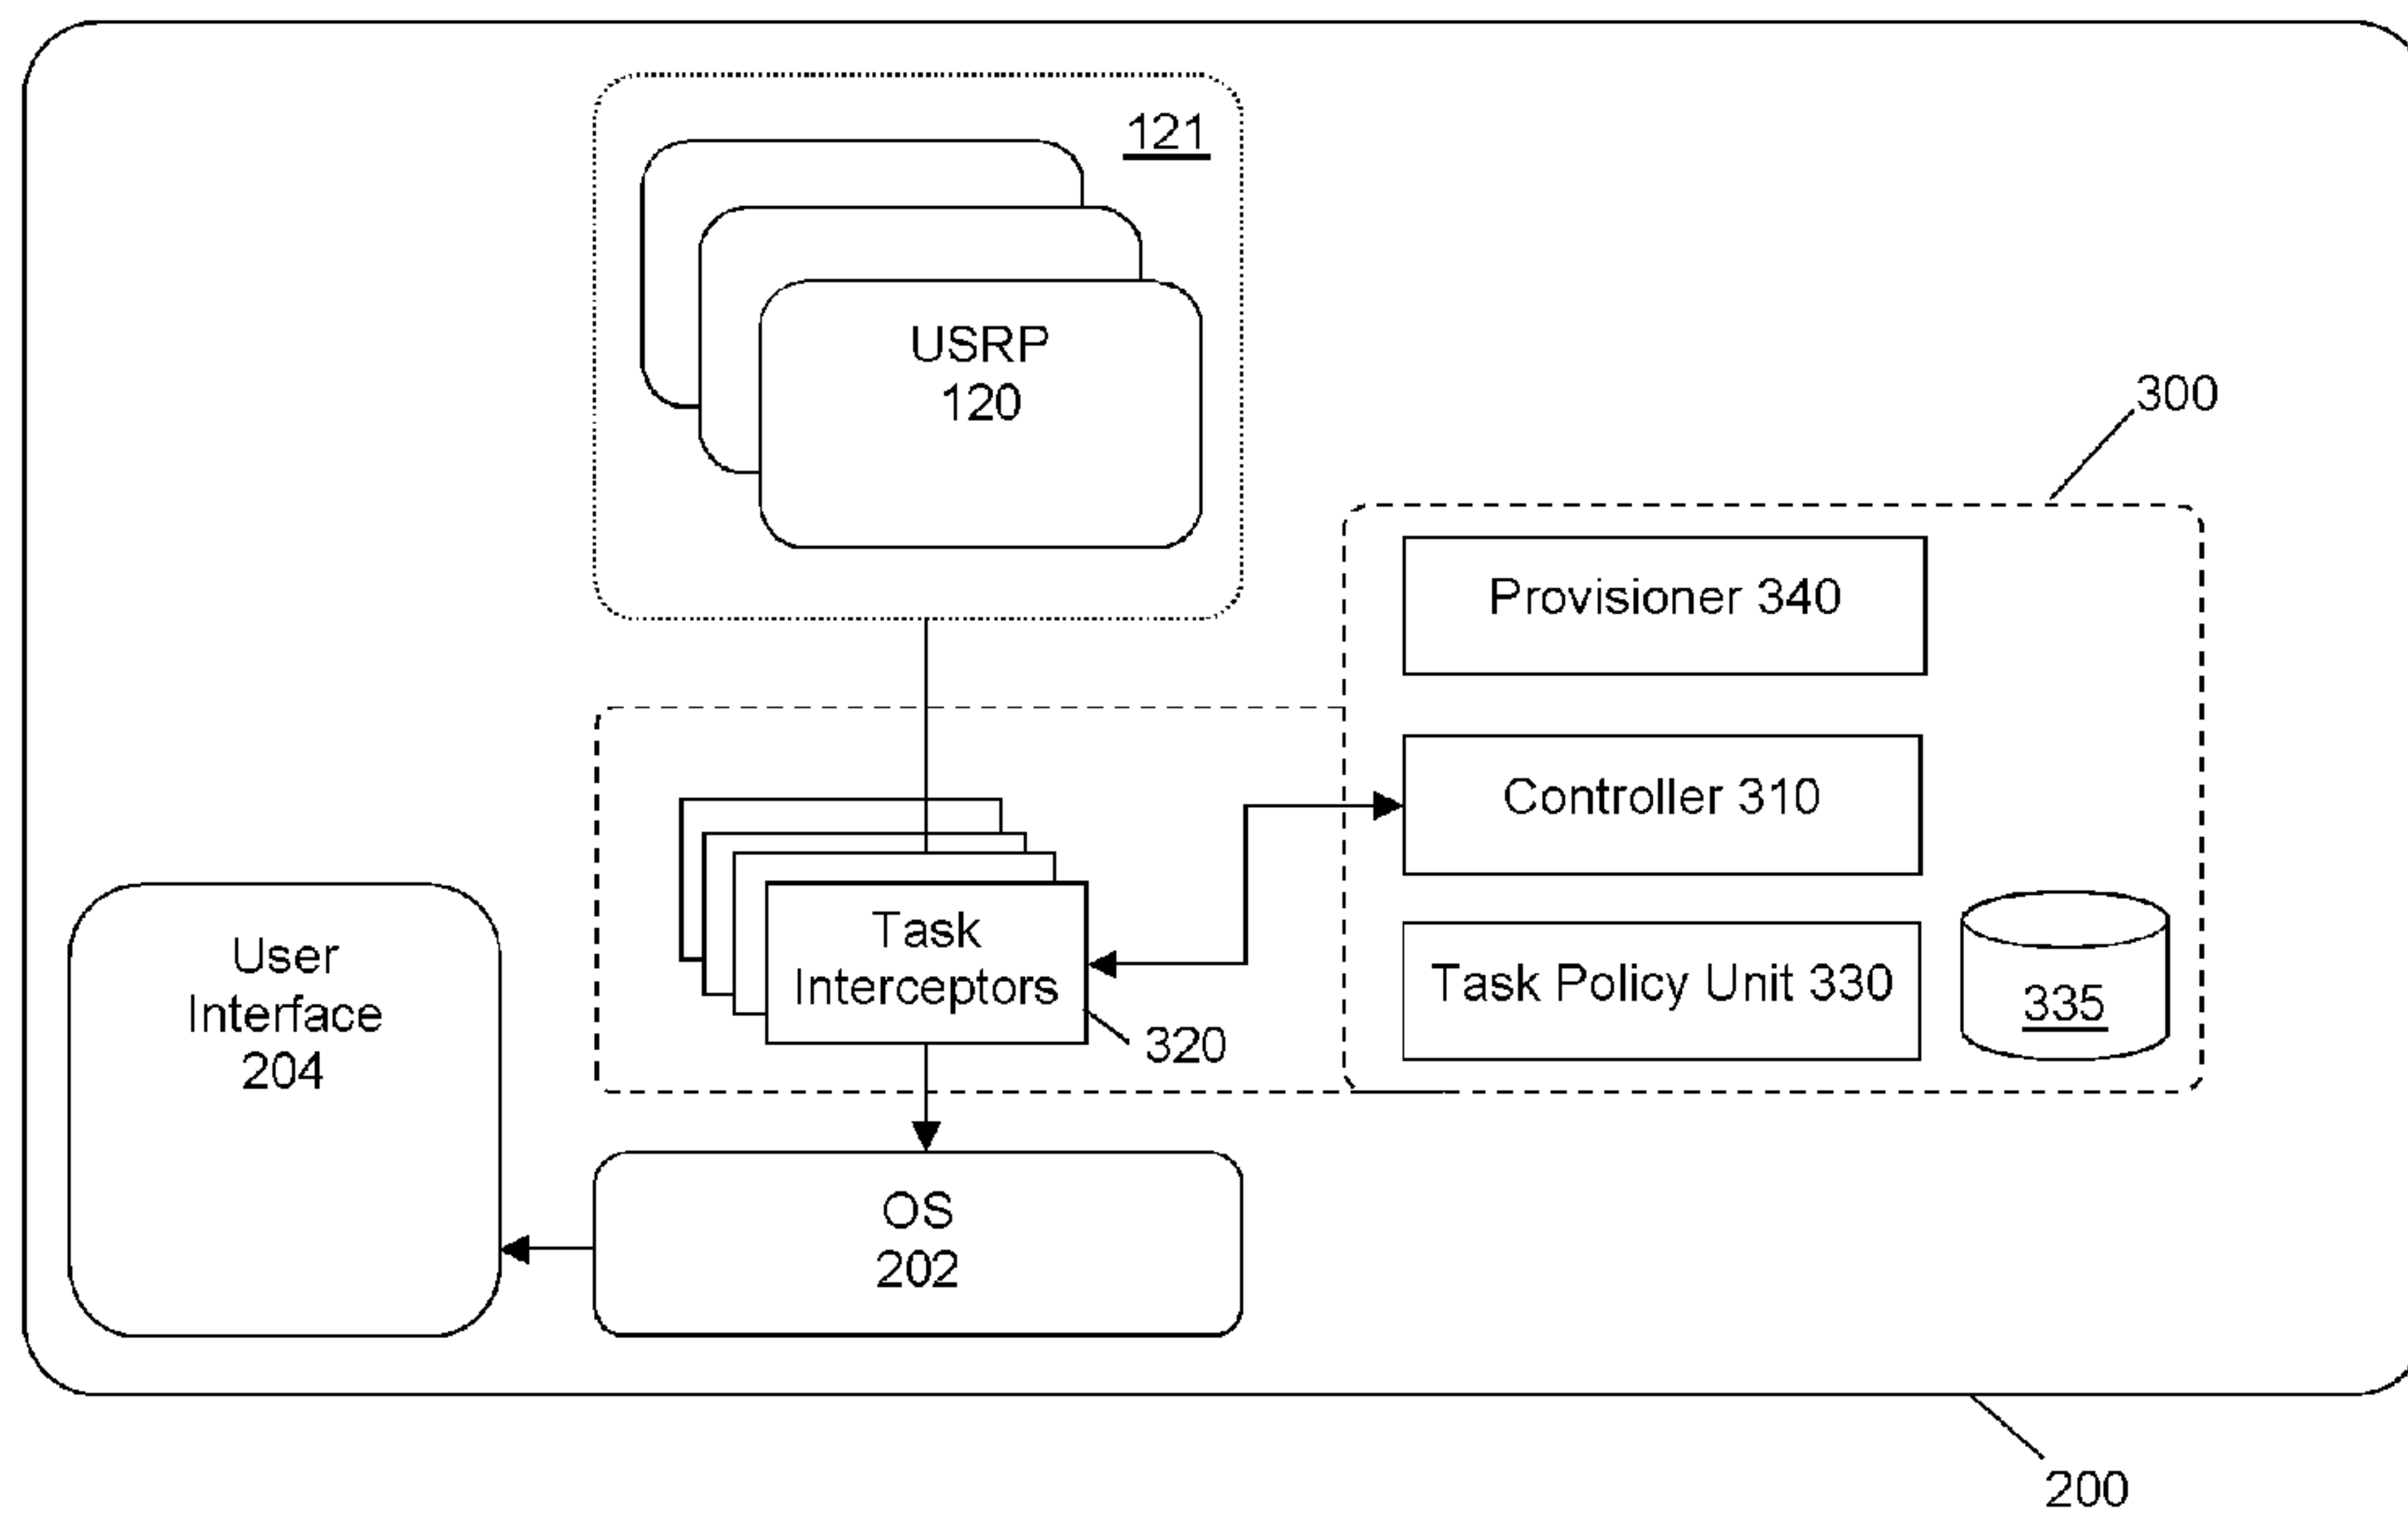 121
USRP
120
300
Provisioner 340
Controller 310
Task
Interceptors
320
Task Policy Unit 330
335
User
Interface
204
OS
202
200